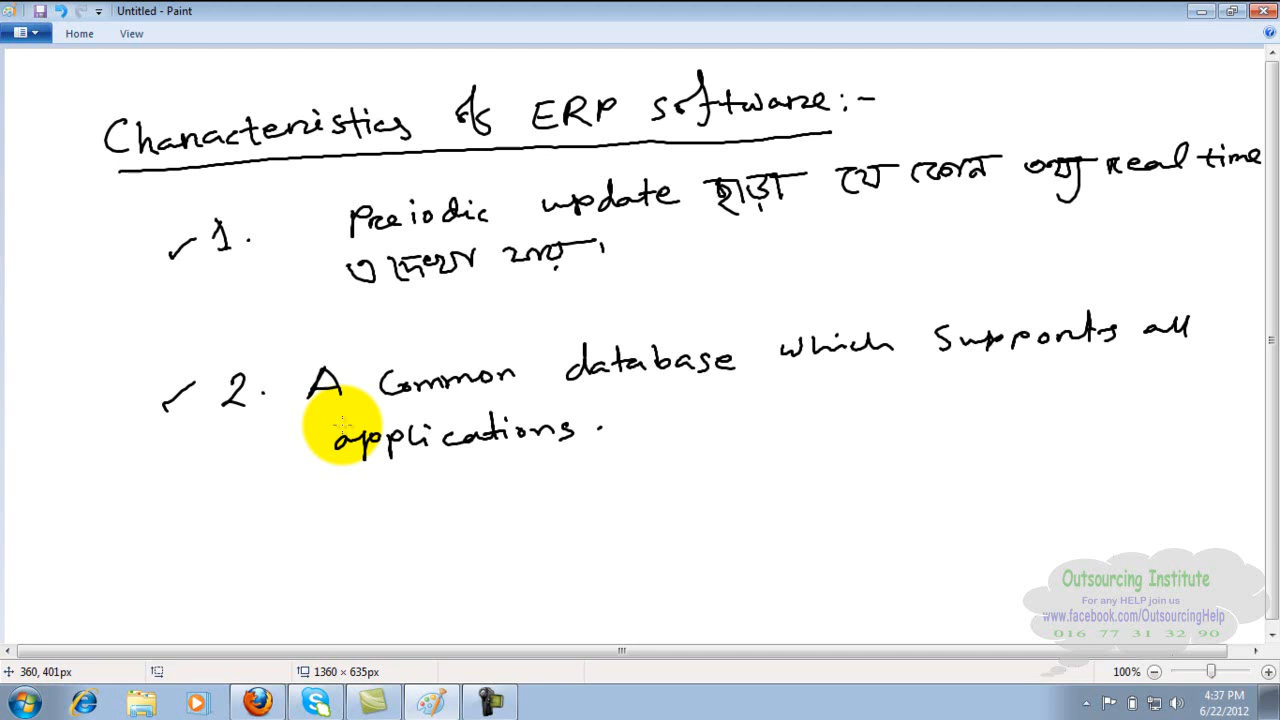 Untitled - Paint
Home View
Characteristics of ERP software:-
✓ 1. Preiodic update ছাড়া যে কোন তথ্য real time
এ দেখা যায়।
✓ 2. A Common database which supports all
applications.
Outsourcing Institute
For any HELP join us
www.facebook.com/OutsourcingHelp
016 77 31 32 90
360, 401px 1360 × 635px 100%
4:37 PM
6/22/2012